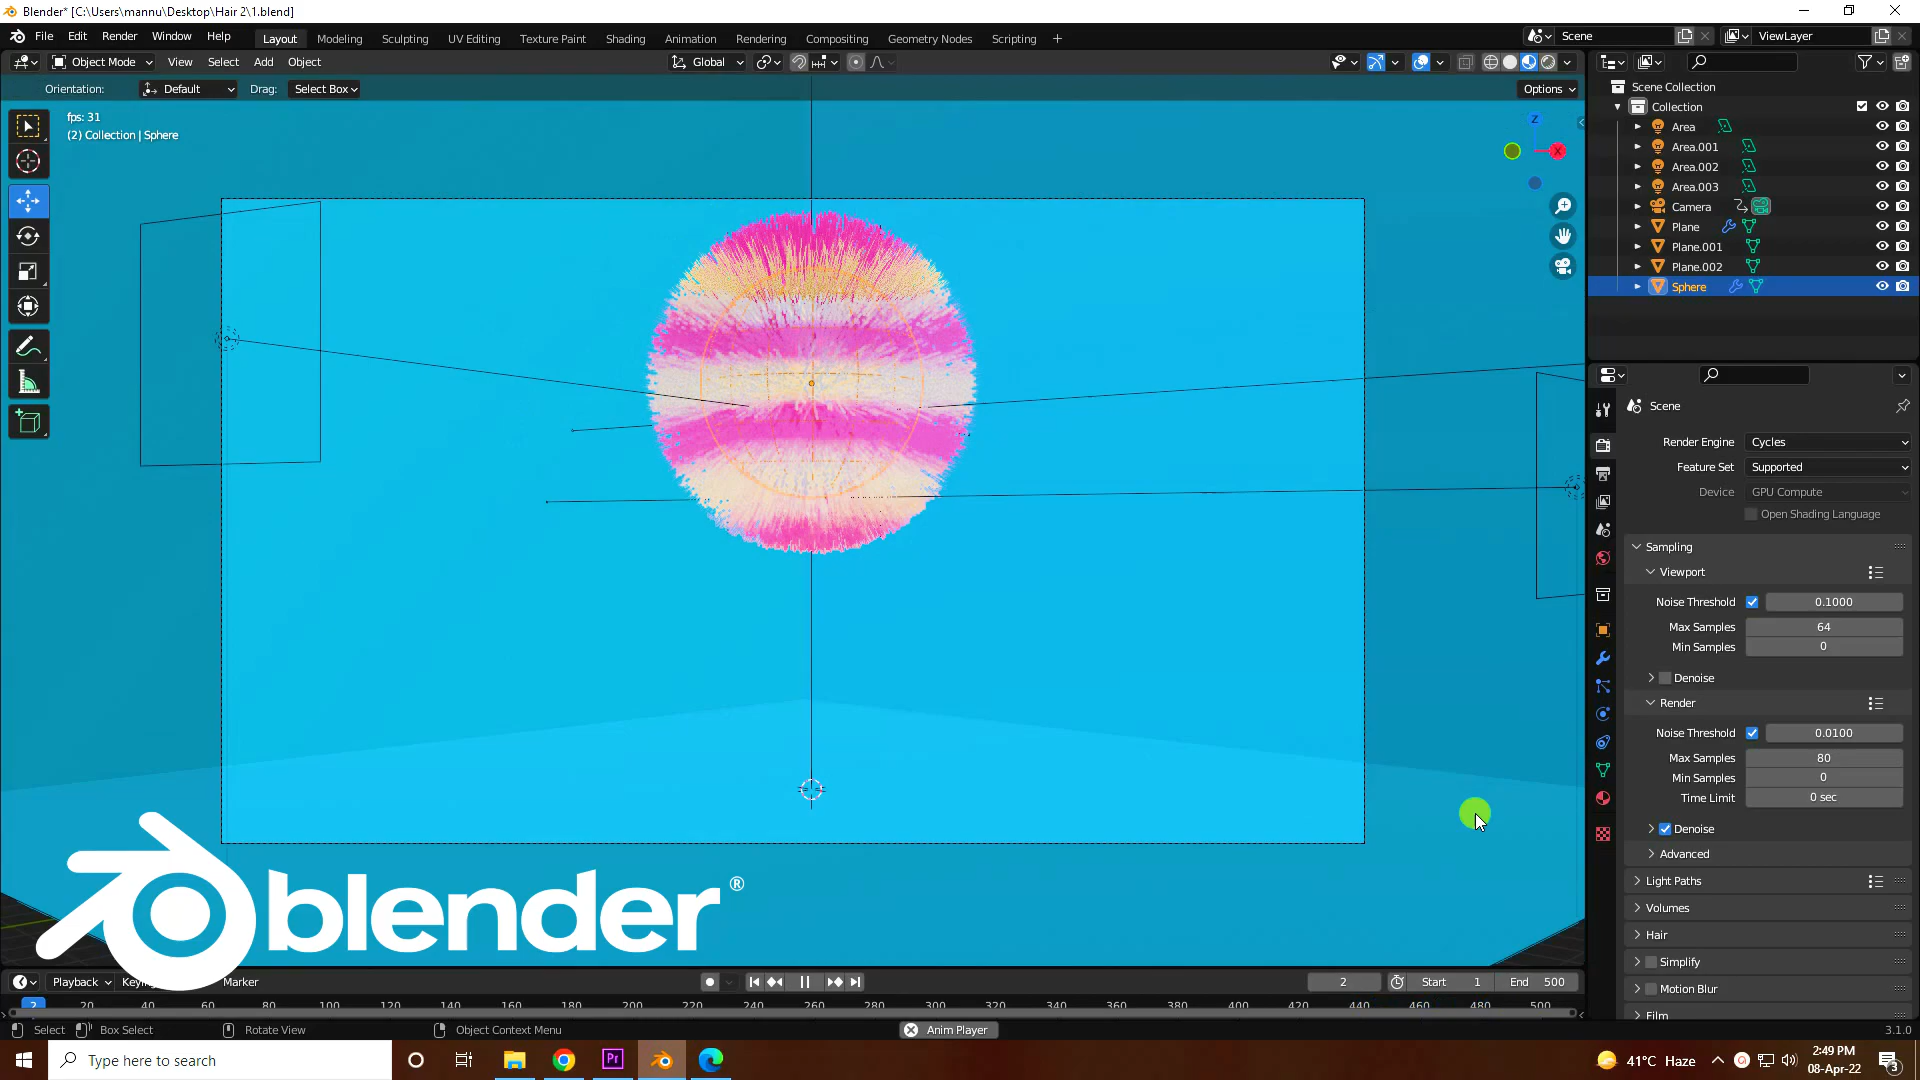 Blender* [C:\Users\mannu\Desktop\Hair 2\1.blend]
File Edit Render Window Help
Layout Modeling Sculpting UV Editing Texture Paint Shading Animation Rendering Compositing Geometry Nodes Scripting +
Scene
ViewLayer
Object Mode View Select Add Object
Global
Orientation: Default Drag: Select Box
Options
fps: 31
(2) Collection | Sphere
Z
X
Scene Collection
Collection
Area
Area.001
Area.002
Area.003
Camera
Plane
Plane.001
Plane.002
Sphere
Scene
Render Engine Cycles
Feature Set Supported
Device GPU Compute
Open Shading Language
Sampling
Viewport
Noise Threshold 0.1000
Max Samples 64
Min Samples 0
Denoise
Render
Noise Threshold 0.0100
Max Samples 80
Min Samples 0
Time Limit 0 sec
Denoise
Advanced
Light Paths
Volumes
Hair
Simplify
Motion Blur
Film
blender®
Playback Keying Marker
2 Start 1 End 500
2 20 40 60 80 100 120 140 160 180 200 220 240 260 280 300 320 340 360 380 400 420 440 460 480 500
Select Box Select Rotate View Object Context Menu Anim Player 3.1.0
Type here to search
Pr
41°C Haze
2:49 PM
08-Apr-22
3